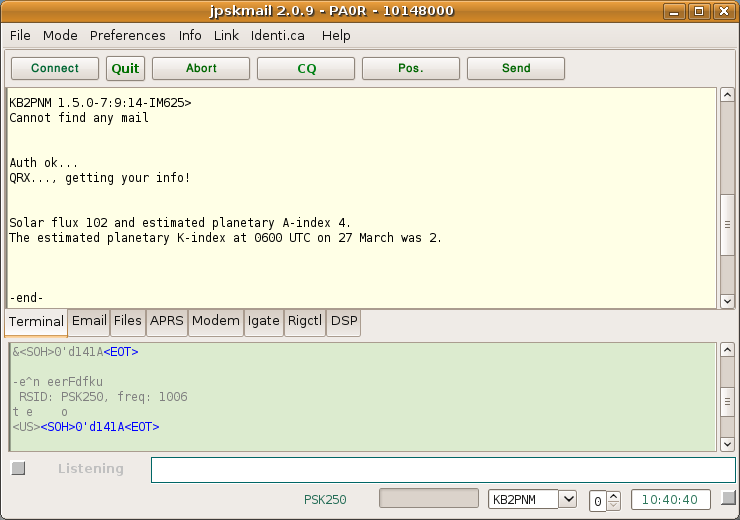 jpskmail 2.0.9 - PA0R - 10148000
File Mode Preferences Info Link Identi.ca Help
Connect Quit Abort CQ Pos. Send
KB2PNM 1.5.0-7:9:14-IM625>
Cannot find any mail
Auth ok...
QRX..., getting your info!
Solar flux 102 and estimated planetary A-index 4.
The estimated planetary K-index at 0600 UTC on 27 March was 2.
-end-
Terminal Email Files APRS Modem Igate Rigctl DSP
&<SOH>0'd141A<EOT>
-e^n eerFdfku
RSID: PSK250, freq: 1006
t e o
<US><SOH>0'd141A<EOT>
Listening
PSK250 KB2PNM 0 10:40:40